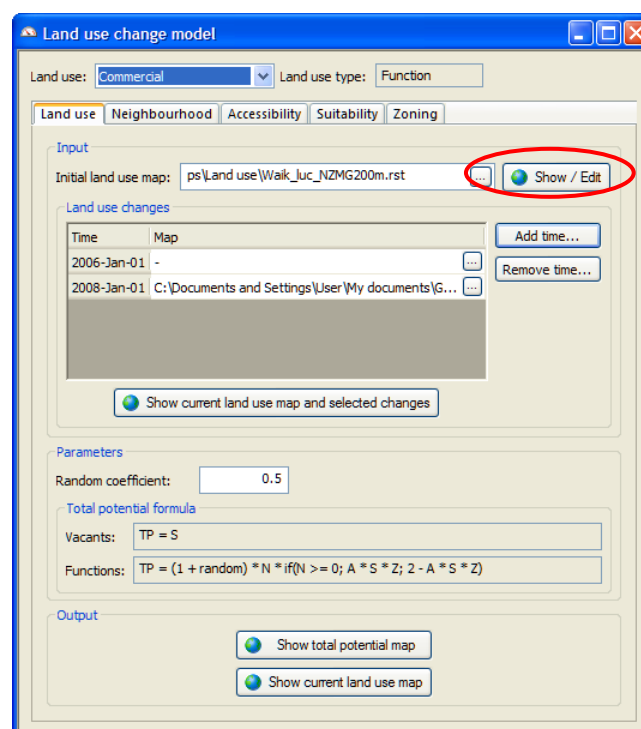 Land use change model
Land use: Commercial Land use type: Function
Land use Neighbourhood Accessibility Suitability Zoning
Input
Initial land use map: ps\Land use\Waik_luc_NZMG200m.rst ... Show / Edit
Land use changes
Time Map Add time...
2006-Jan-01 - ... Remove time...
2008-Jan-01 C:\Documents and Settings\User\My documents\G... ...
Show current land use map and selected changes
Parameters
Random coefficient: 0.5
Total potential formula
Vacants: TP = S
Functions: TP = (1 + random) * N * if(N >= 0; A * S * Z; 2 - A * S * Z)
Output
Show total potential map
Show current land use map